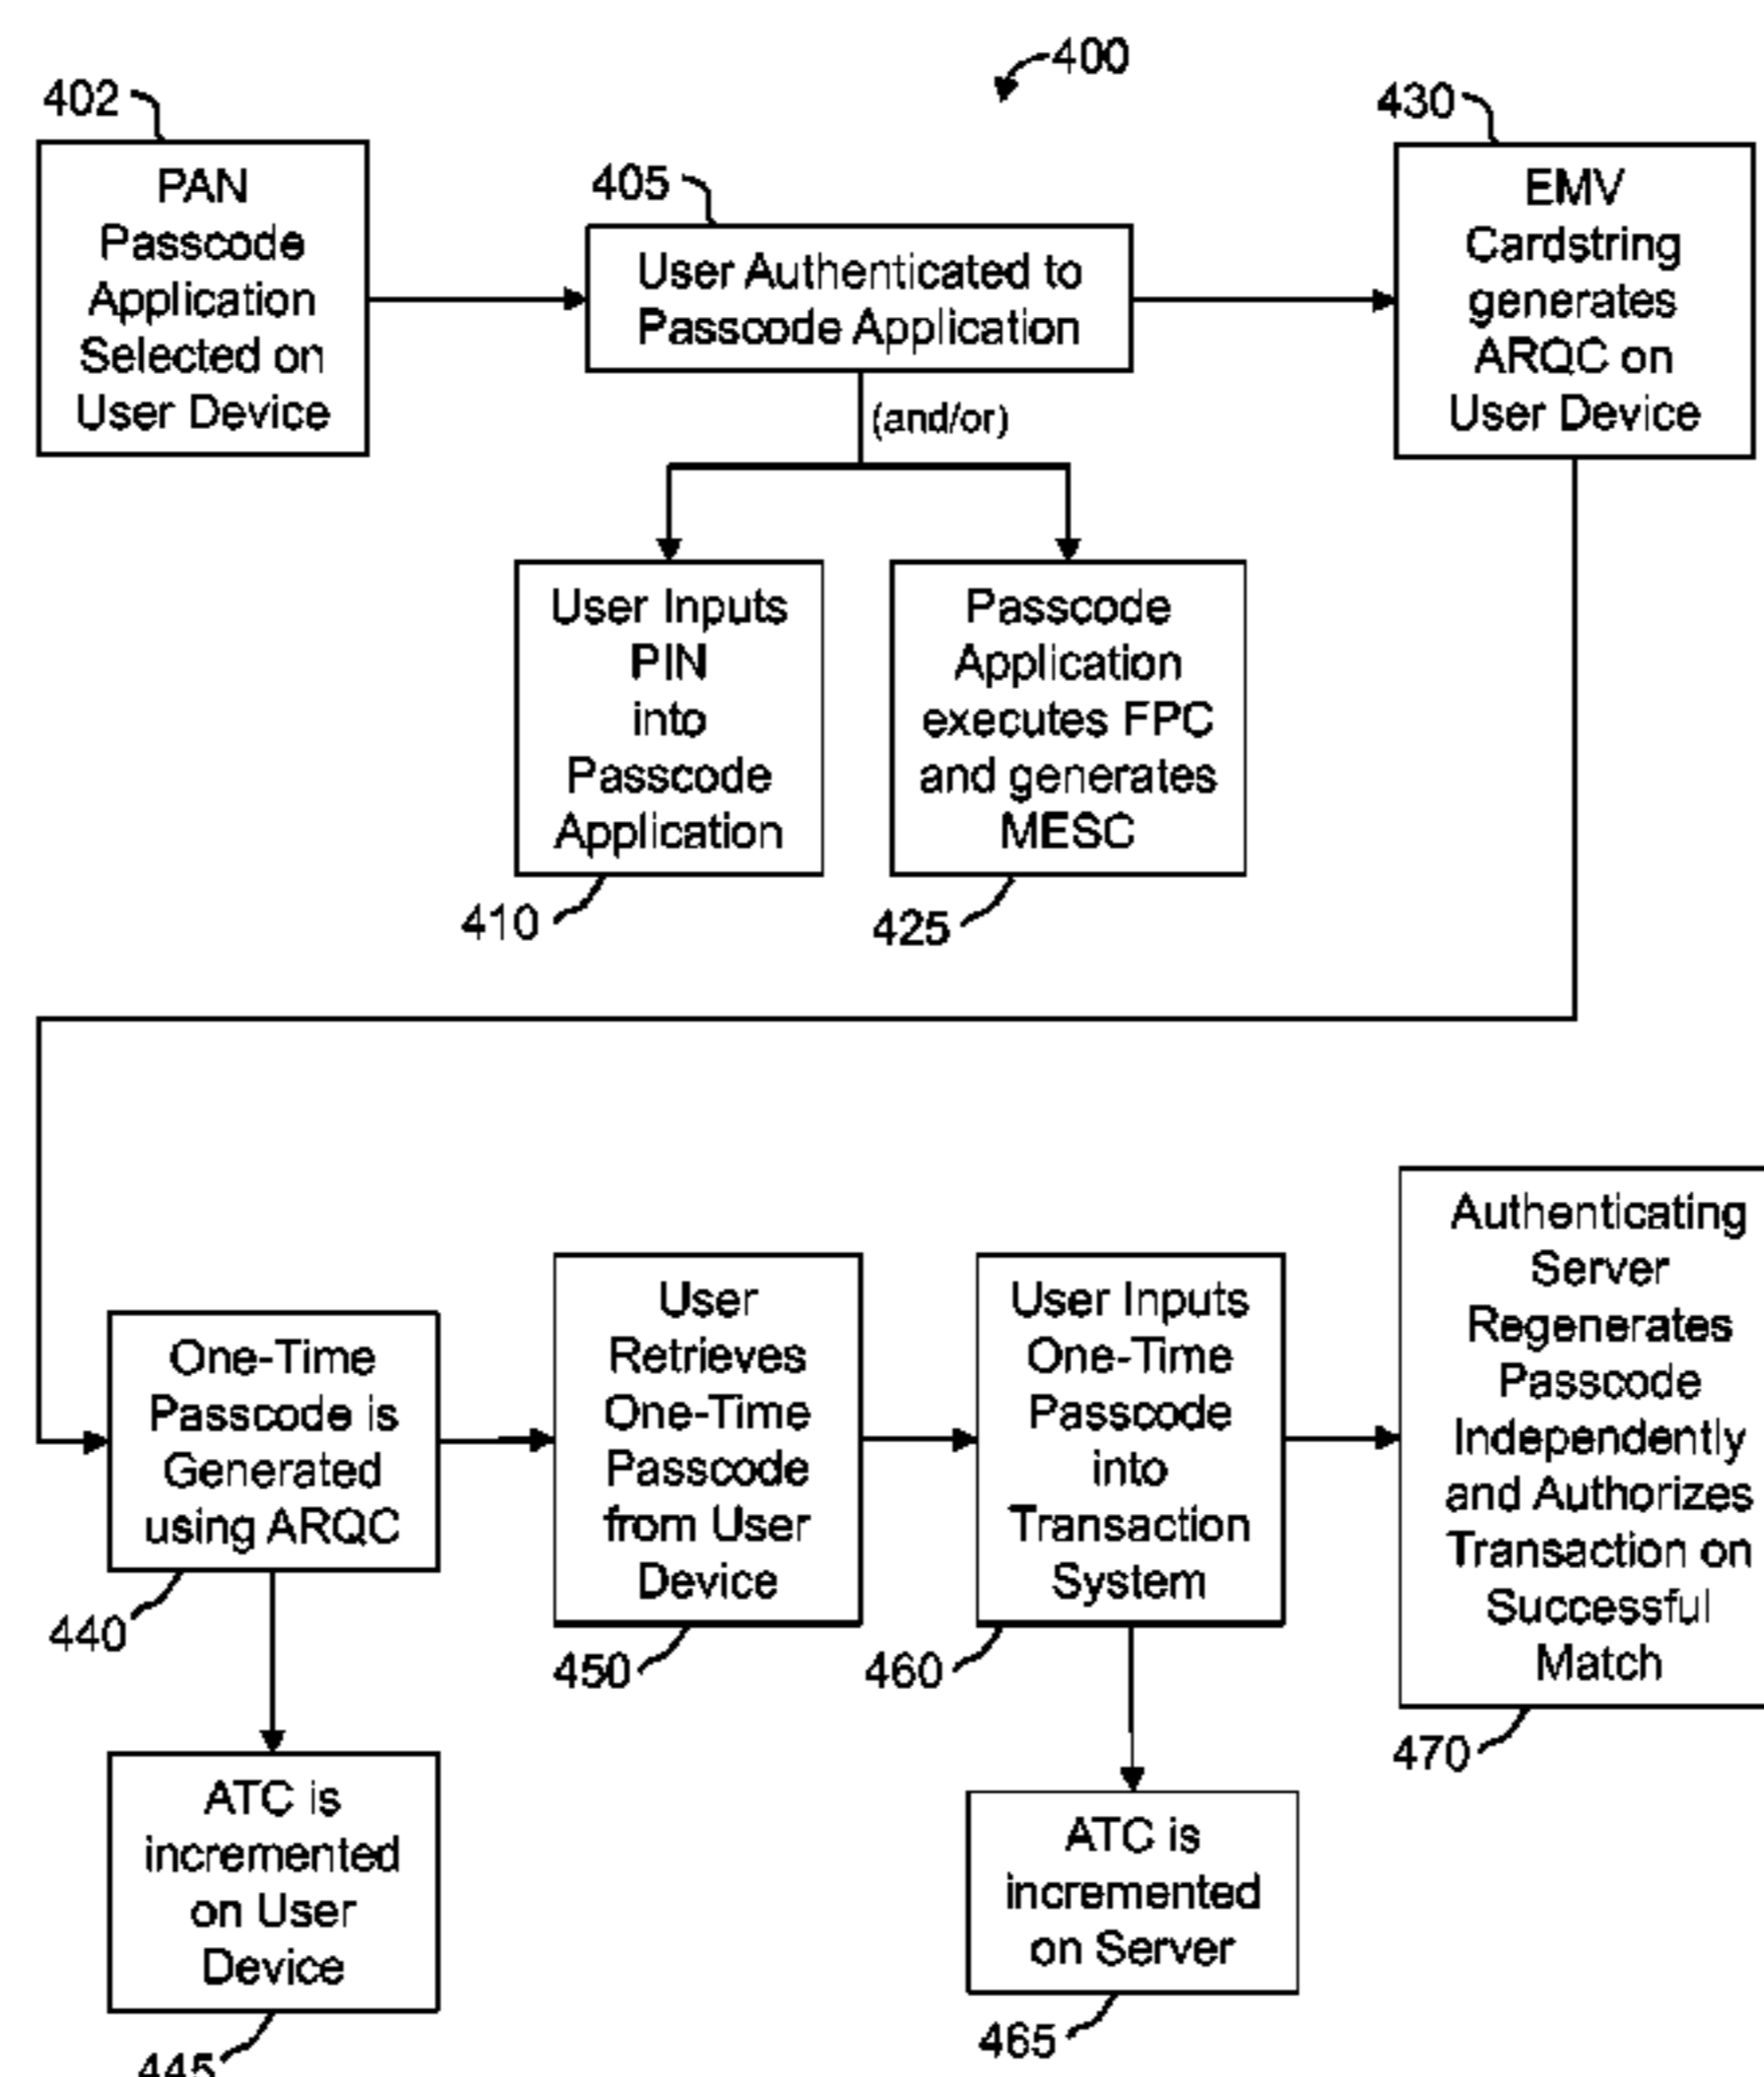 400
402
PAN
Passcode
Application
Selected on
User Device
405
User Authenticated to
Passcode Application
430
EMV
Cardstring
generates
ARQC on
User Device
(and/or)
User Inputs
PIN
into
Passcode
Application
410
Passcode
Application
executes FPC
and generates
MESC
425
One-Time
Passcode is
Generated
using ARQC
440
User
Retrieves
One-Time
Passcode
from User
Device
450
User Inputs
One-Time
Passcode
into
Transaction
System
460
Authenticating
Server
Regenerates
Passcode
Independently
and Authorizes
Transaction on
Successful
Match
470
ATC is
incremented
on User
Device
445
ATC is
incremented
on Server
465